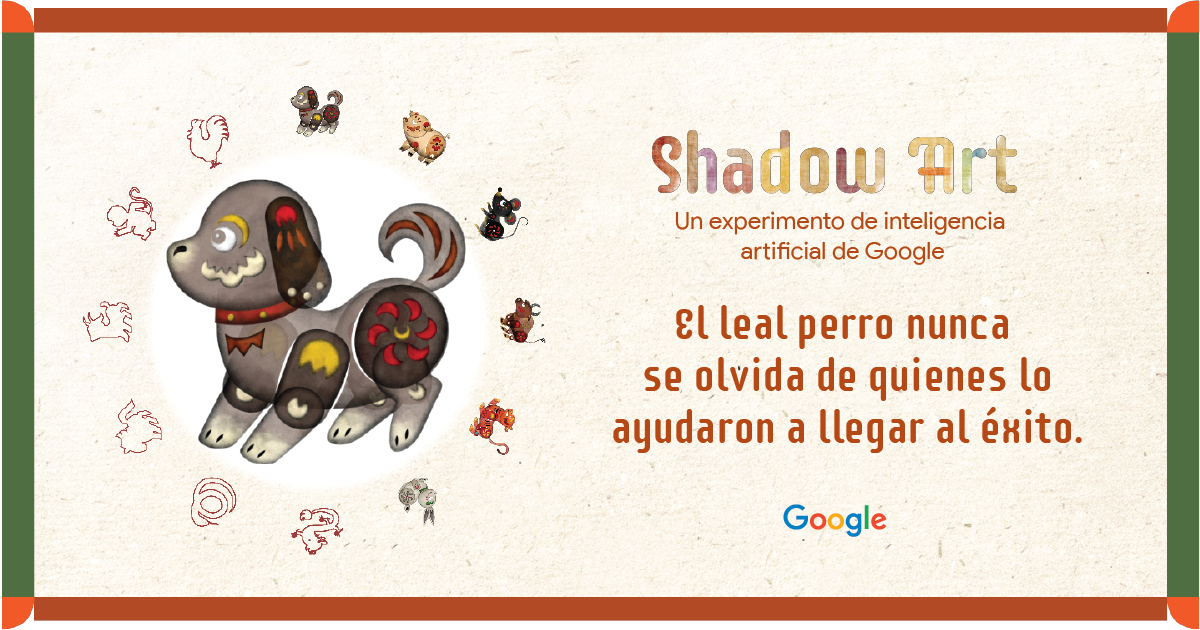 Shadow Art
Un experimento de inteligencia
artificial de Google
El leal perro nunca
se olvida de quienes lo
ayudaron a llegar al éxito.
Google